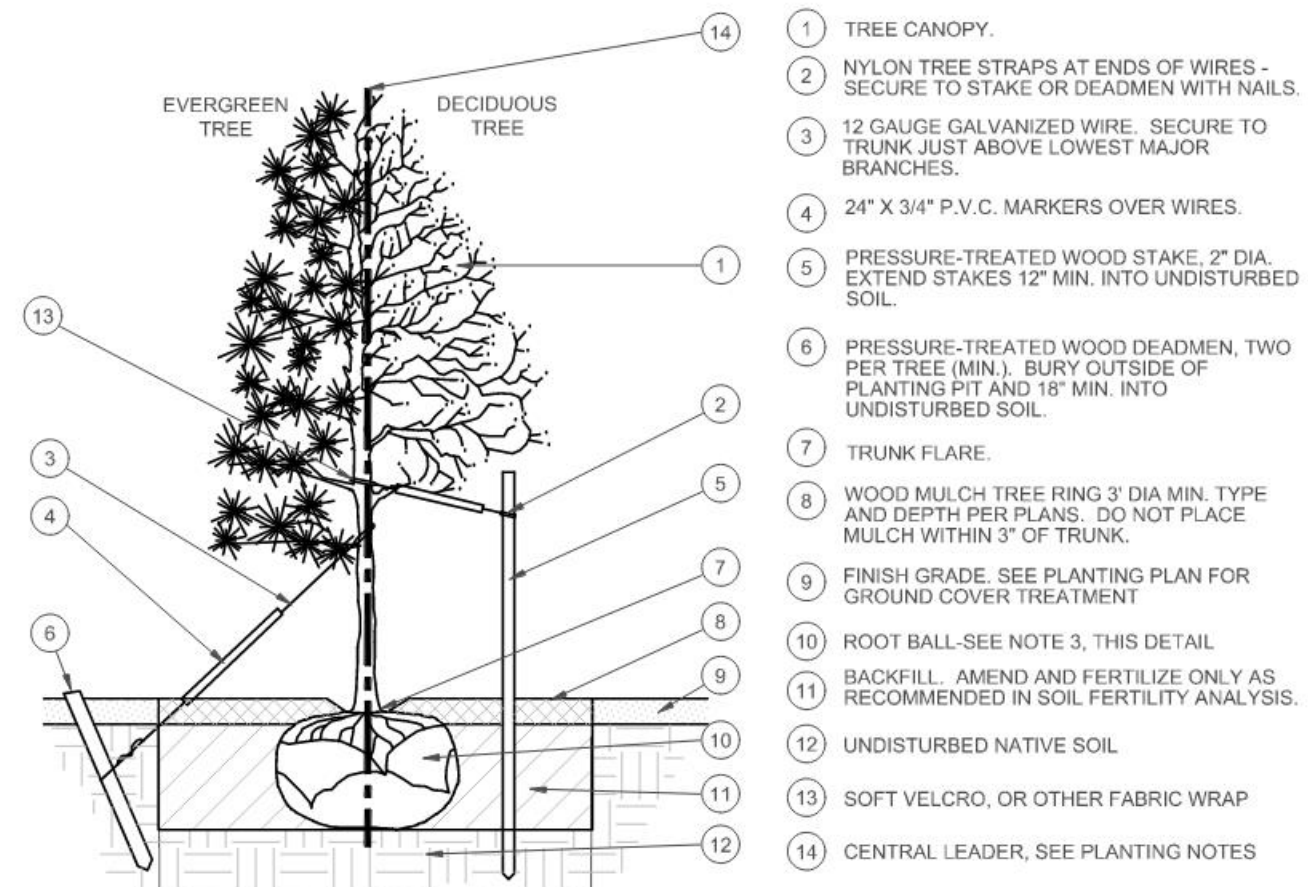 14
EVERGREEN
TREE
DECIDUOUS
TREE
1
13
2
3
5
4
7
6
8
9
10
11
12
1 TREE CANOPY.
2 NYLON TREE STRAPS AT ENDS OF WIRES -
SECURE TO STAKE OR DEADMEN WITH NAILS.
3 12 GAUGE GALVANIZED WIRE. SECURE TO
TRUNK JUST ABOVE LOWEST MAJOR
BRANCHES.
4 24" X 3/4" P.V.C. MARKERS OVER WIRES.
5 PRESSURE-TREATED WOOD STAKE, 2" DIA.
EXTEND STAKES 12" MIN. INTO UNDISTURBED
SOIL.
6 PRESSURE-TREATED WOOD DEADMEN, TWO
PER TREE (MIN.). BURY OUTSIDE OF
PLANTING PIT AND 18" MIN. INTO
UNDISTURBED SOIL.
7 TRUNK FLARE.
8 WOOD MULCH TREE RING 3' DIA MIN. TYPE
AND DEPTH PER PLANS. DO NOT PLACE
MULCH WITHIN 3" OF TRUNK.
9 FINISH GRADE. SEE PLANTING PLAN FOR
GROUND COVER TREATMENT
10 ROOT BALL-SEE NOTE 3, THIS DETAIL
11 BACKFILL. AMEND AND FERTILIZE ONLY AS
RECOMMENDED IN SOIL FERTILITY ANALYSIS.
12 UNDISTURBED NATIVE SOIL
13 SOFT VELCRO, OR OTHER FABRIC WRAP
14 CENTRAL LEADER, SEE PLANTING NOTES